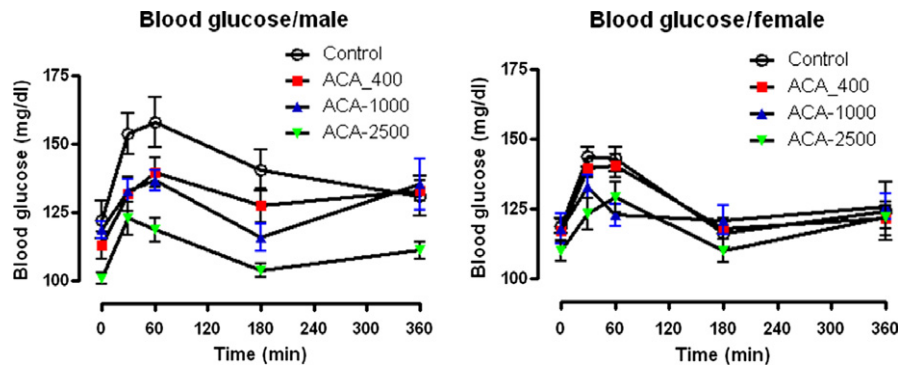 Blood glucose/male
Control
ACA_400
ACA-1000
ACA-2500
Blood glucose (mg/dl)
175
150
125
100
0 60 120 180 240 300 360
Time (min)
Blood glucose/female
Control
ACA_400
ACA-1000
ACA-2500
Blood glucose (mg/dl)
175
150
125
100
0 60 120 180 240 300 360
Time (min)